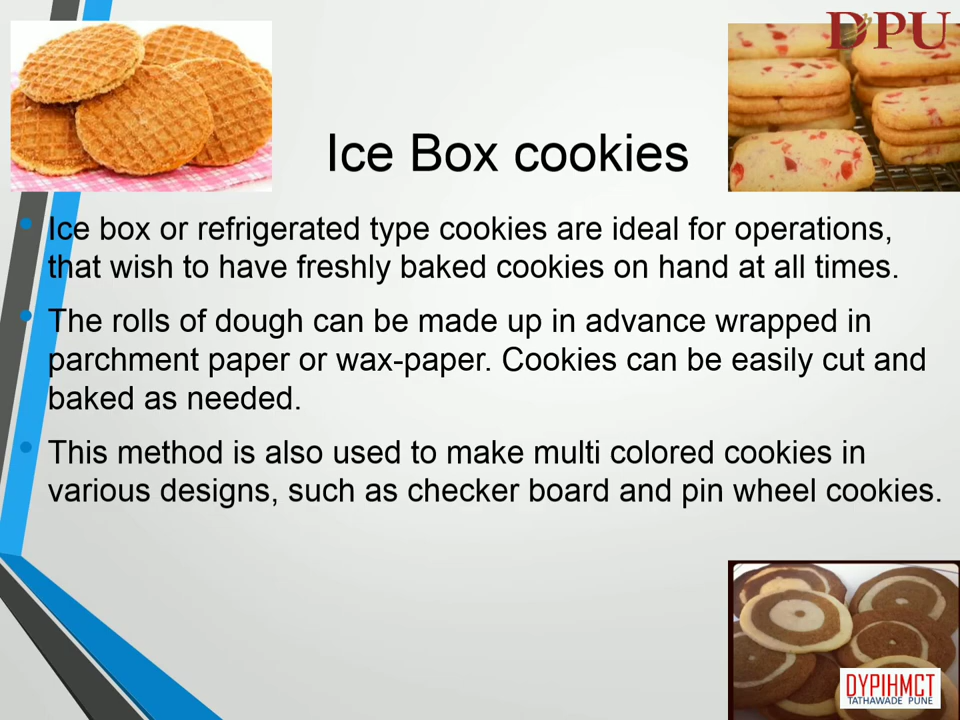 DPU
Ice Box cookies
• Ice box or refrigerated type cookies are ideal for operations,
that wish to have freshly baked cookies on hand at all times.
• The rolls of dough can be made up in advance wrapped in
parchment paper or wax-paper. Cookies can be easily cut and
baked as needed.
• This method is also used to make multi colored cookies in
various designs, such as checker board and pin wheel cookies.
DYPIHMCT
TATHAWADE PUNE